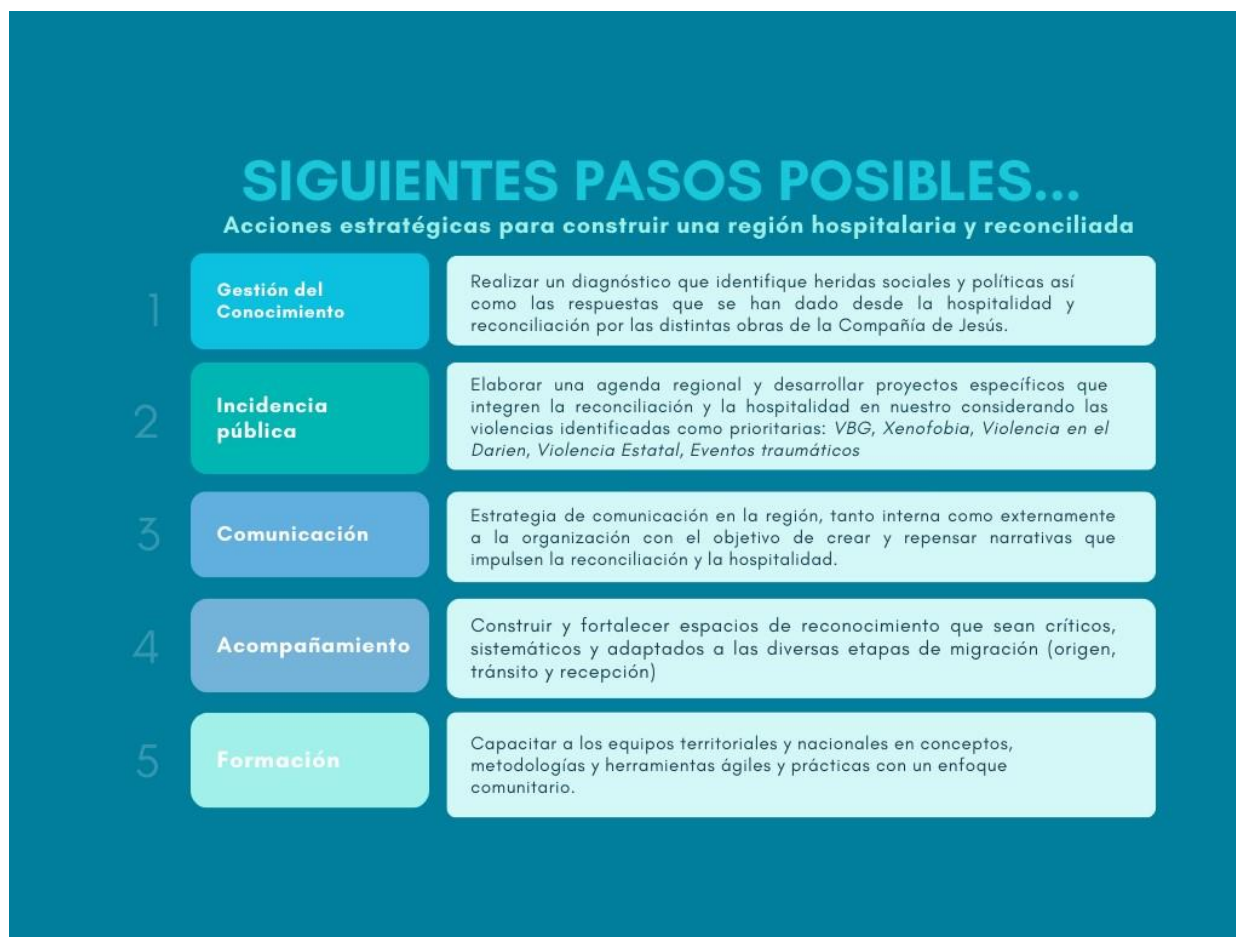 SIGUIENTES PASOS POSIBLES...
Acciones estratégicas para construir una región hospitalaria y reconciliada
1
Gestión del
Conocimiento
Realizar un diagnóstico que identifique heridas sociales y políticas así
como las respuestas que se han dado desde la hospitalidad y
reconciliación por las distintas obras de la Compañía de Jesús.
2
Incidencia
pública
Elaborar una agenda regional y desarrollar proyectos específicos que
integren la reconciliación y la hospitalidad en nuestro considerando las
violencias identificadas como prioritarias: VBG, Xenofobia, Violencia en el
Darien, Violencia Estatal, Eventos traumáticos
3
Comunicación
Estrategia de comunicación en la región, tanto interna como externamente
a la organización con el objetivo de crear y repensar narrativas que
impulsen la reconciliación y la hospitalidad.
4
Acompañamiento
Construir y fortalecer espacios de reconocimiento que sean críticos,
sistemáticos y adaptados a las diversas etapas de migración (origen,
tránsito y recepción)
5
Formación
Capacitar a los equipos territoriales y nacionales en conceptos,
metodologías y herramientas ágiles y prácticas con un enfoque
comunitario.